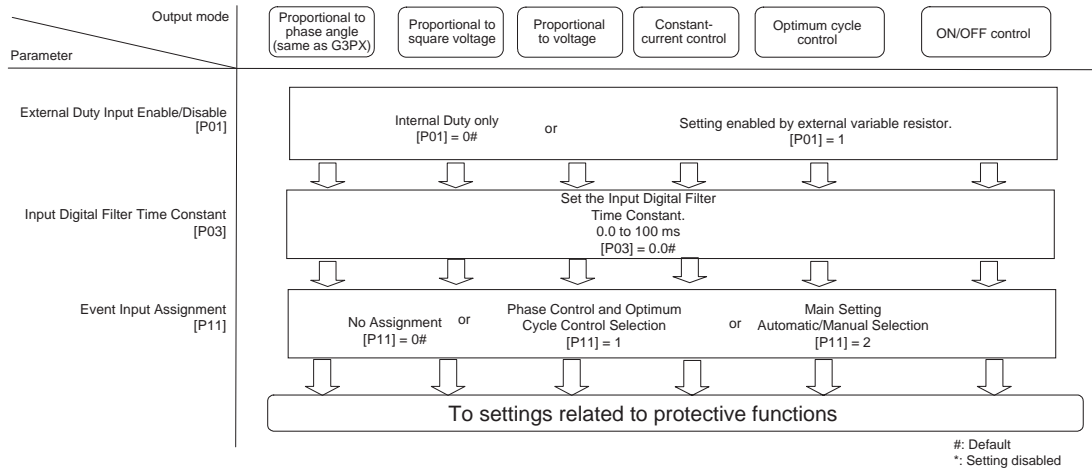 Output mode
Parameter
Proportional to
phase angle
(same as G3PX)
Proportional to
square voltage
Proportional
to voltage
Constant-
current control
Optimum cycle
control
ON/OFF control
External Duty Input Enable/Disable
[P01]
Internal Duty only
[P01] = 0#
or
Setting enabled by external variable resistor.
[P01] = 1
Input Digital Filter Time Constant
[P03]
Set the Input Digital Filter
Time Constant.
0.0 to 100 ms
[P03] = 0.0#
Event Input Assignment
[P11]
No Assignment
[P11] = 0#
or
Phase Control and Optimum
Cycle Control Selection
[P11] = 1
or
Main Setting
Automatic/Manual Selection
[P11] = 2
To settings related to protective functions
#: Default
*: Setting disabled